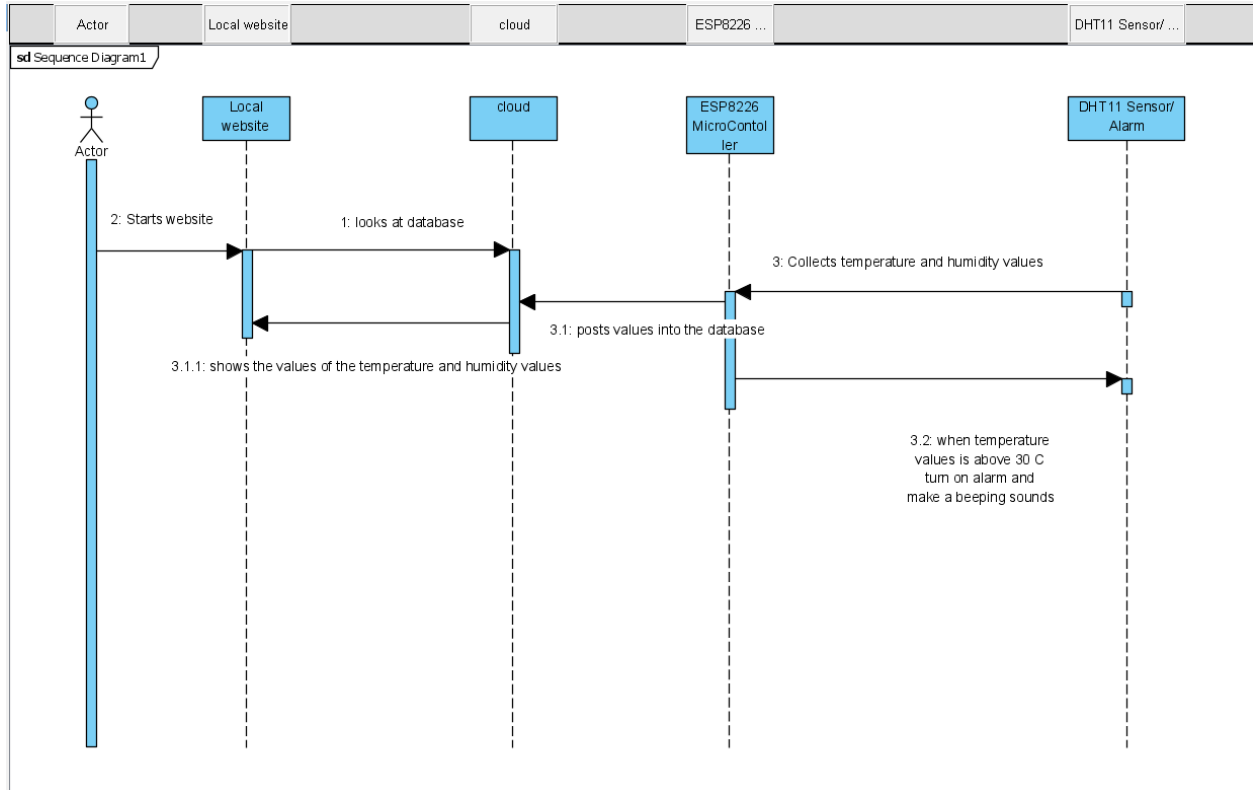 Actor
Local website
cloud
ESP8226 ...
DHT11 Sensor/ ...
sd Sequence Diagram1
Actor
Local
website
cloud
ESP8226
MicroContol
ler
DHT11 Sensor/
Alarm
2: Starts website
1: looks at database
3: Collects temperature and humidity values
3.1: posts values into the database
3.1.1: shows the values of the temperature and humidity values
3.2: when temperature
values is above 30 C
turn on alarm and
make a beeping sounds